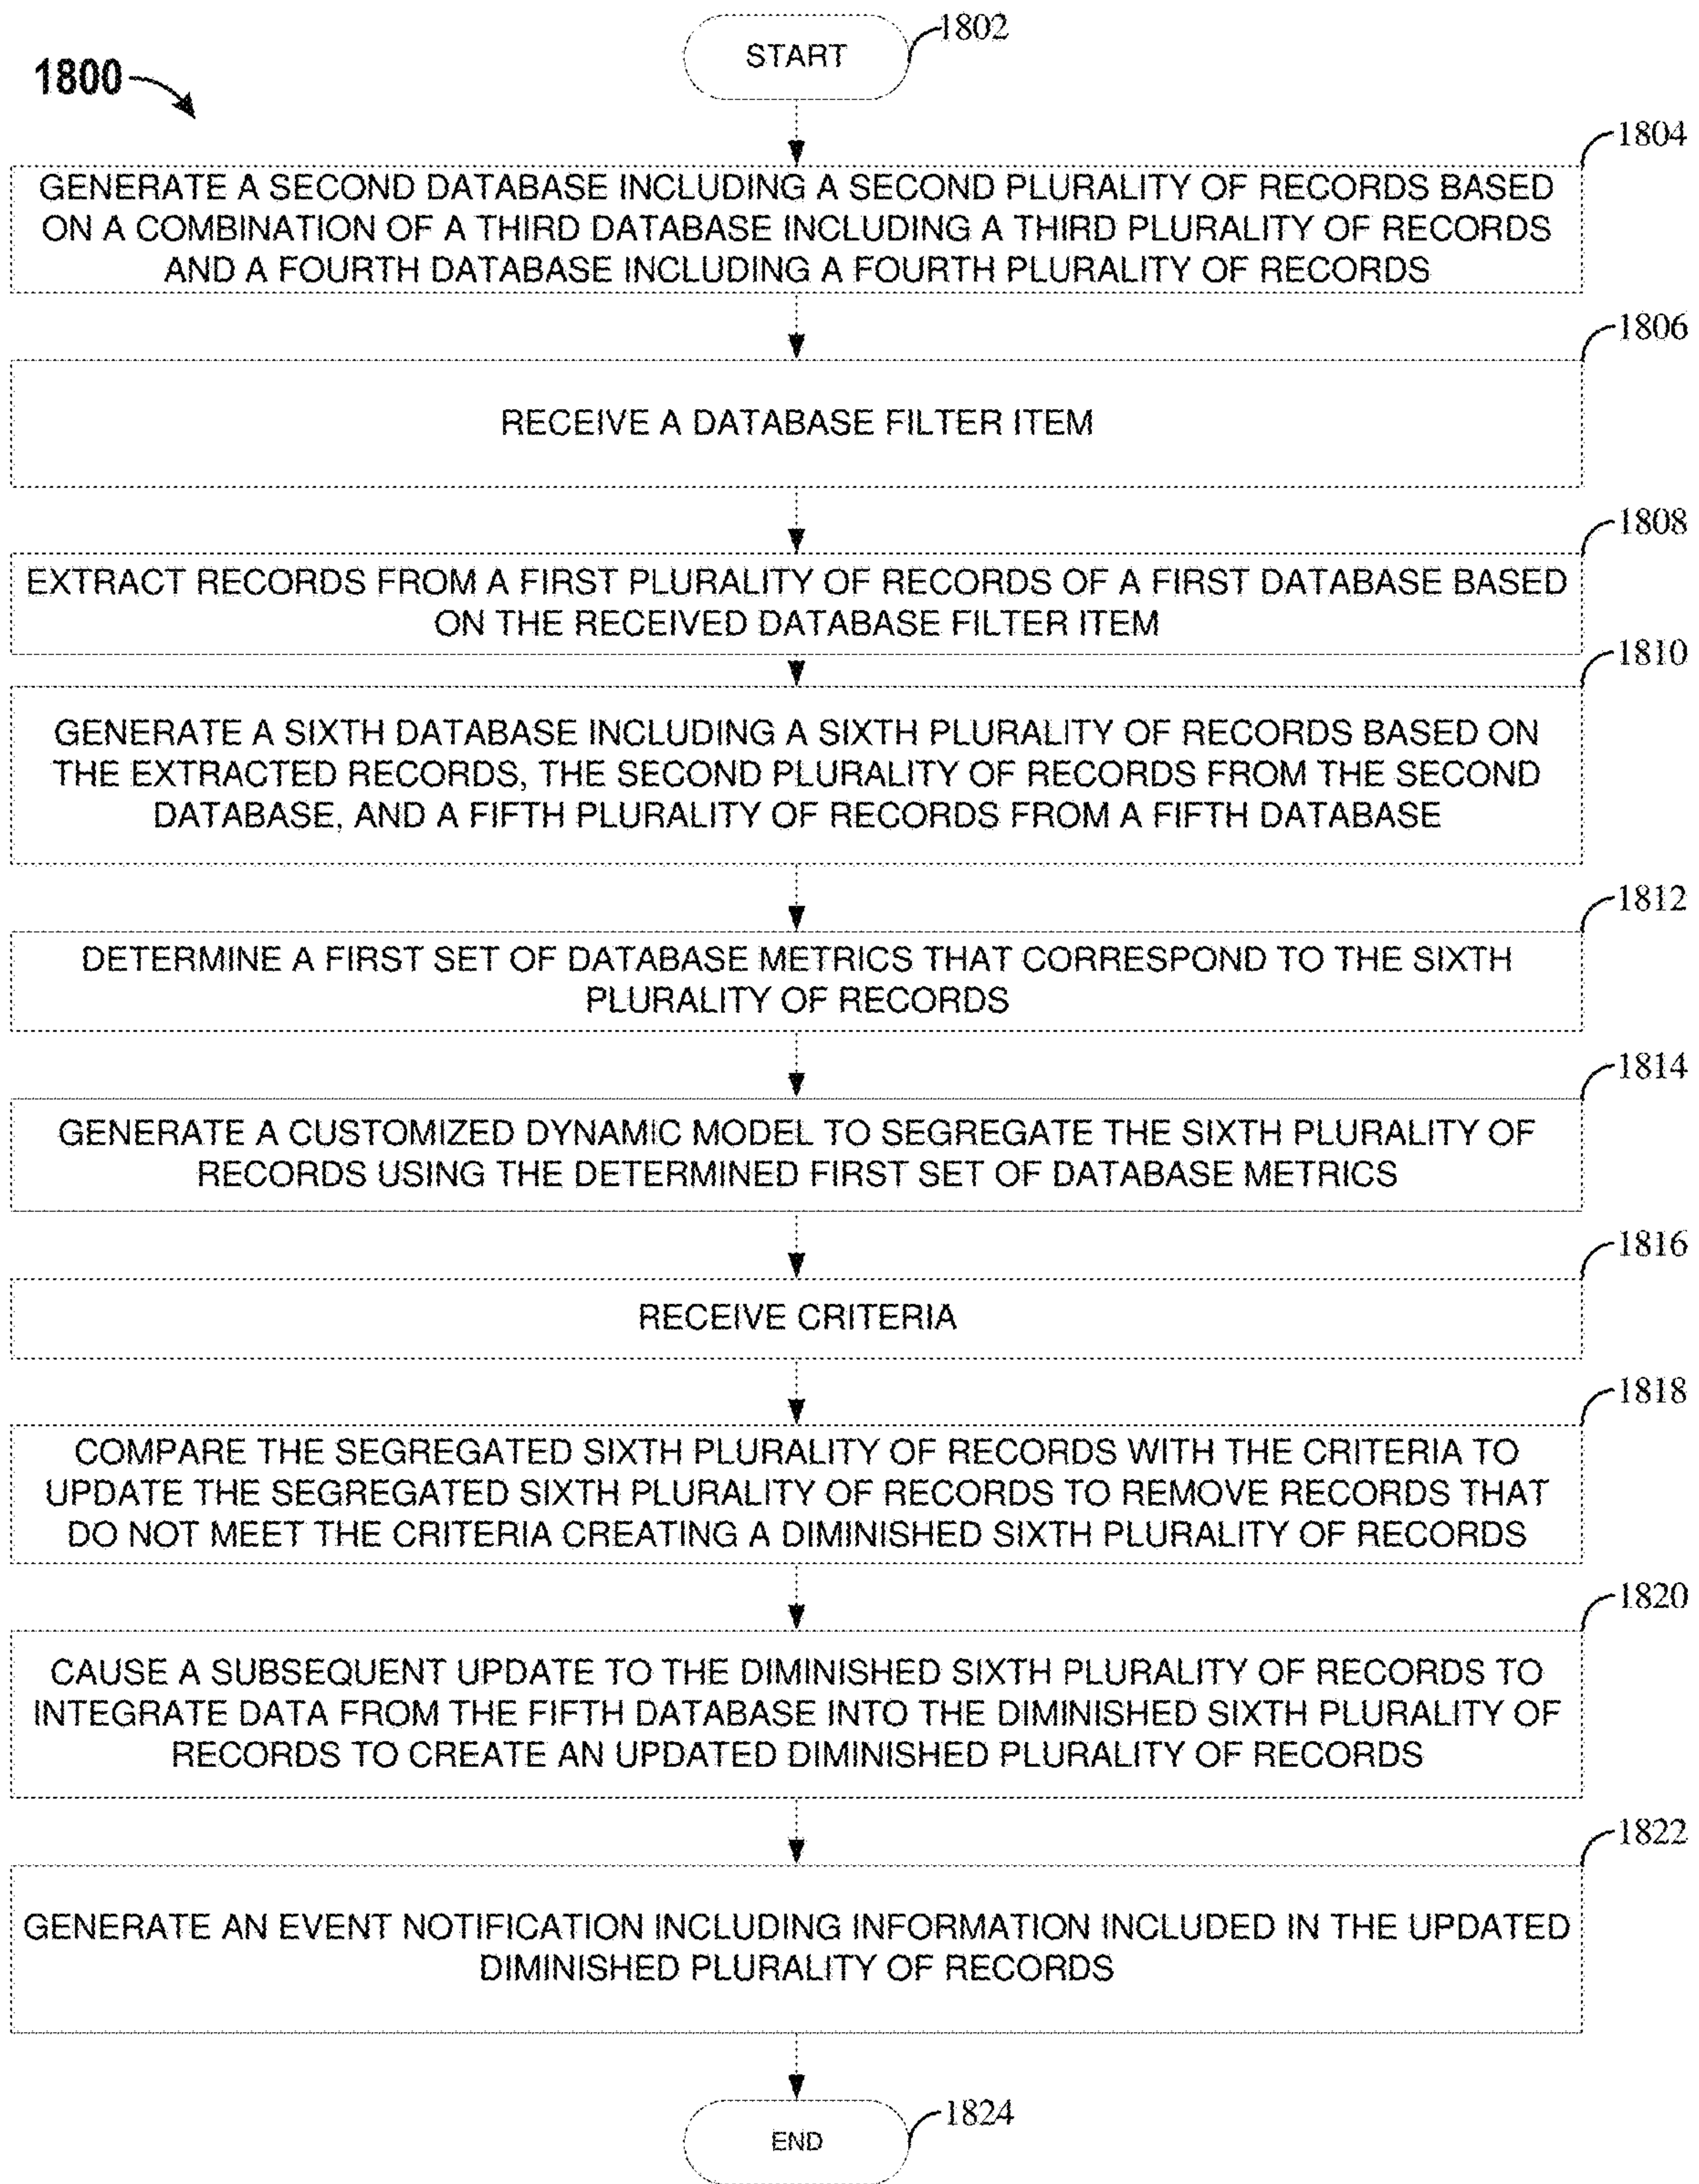 1800
START
1802
1804
GENERATE A SECOND DATABASE INCLUDING A SECOND PLURALITY OF RECORDS BASED
ON A COMBINATION OF A THIRD DATABASE INCLUDING A THIRD PLURALITY OF RECORDS
AND A FOURTH DATABASE INCLUDING A FOURTH PLURALITY OF RECORDS
1806
RECEIVE A DATABASE FILTER ITEM
1808
EXTRACT RECORDS FROM A FIRST PLURALITY OF RECORDS OF A FIRST DATABASE BASED
ON THE RECEIVED DATABASE FILTER ITEM
1810
GENERATE A SIXTH DATABASE INCLUDING A SIXTH PLURALITY OF RECORDS BASED ON
THE EXTRACTED RECORDS, THE SECOND PLURALITY OF RECORDS FROM THE SECOND
DATABASE, AND A FIFTH PLURALITY OF RECORDS FROM A FIFTH DATABASE
1812
DETERMINE A FIRST SET OF DATABASE METRICS THAT CORRESPOND TO THE SIXTH
PLURALITY OF RECORDS
1814
GENERATE A CUSTOMIZED DYNAMIC MODEL TO SEGREGATE THE SIXTH PLURALITY OF
RECORDS USING THE DETERMINED FIRST SET OF DATABASE METRICS
1816
RECEIVE CRITERIA
1818
COMPARE THE SEGREGATED SIXTH PLURALITY OF RECORDS WITH THE CRITERIA TO
UPDATE THE SEGREGATED SIXTH PLURALITY OF RECORDS TO REMOVE RECORDS THAT
DO NOT MEET THE CRITERIA CREATING A DIMINISHED SIXTH PLURALITY OF RECORDS
1820
CAUSE A SUBSEQUENT UPDATE TO THE DIMINISHED SIXTH PLURALITY OF RECORDS TO
INTEGRATE DATA FROM THE FIFTH DATABASE INTO THE DIMINISHED SIXTH PLURALITY OF
RECORDS TO CREATE AN UPDATED DIMINISHED PLURALITY OF RECORDS
1822
GENERATE AN EVENT NOTIFICATION INCLUDING INFORMATION INCLUDED IN THE UPDATED
DIMINISHED PLURALITY OF RECORDS
END
1824